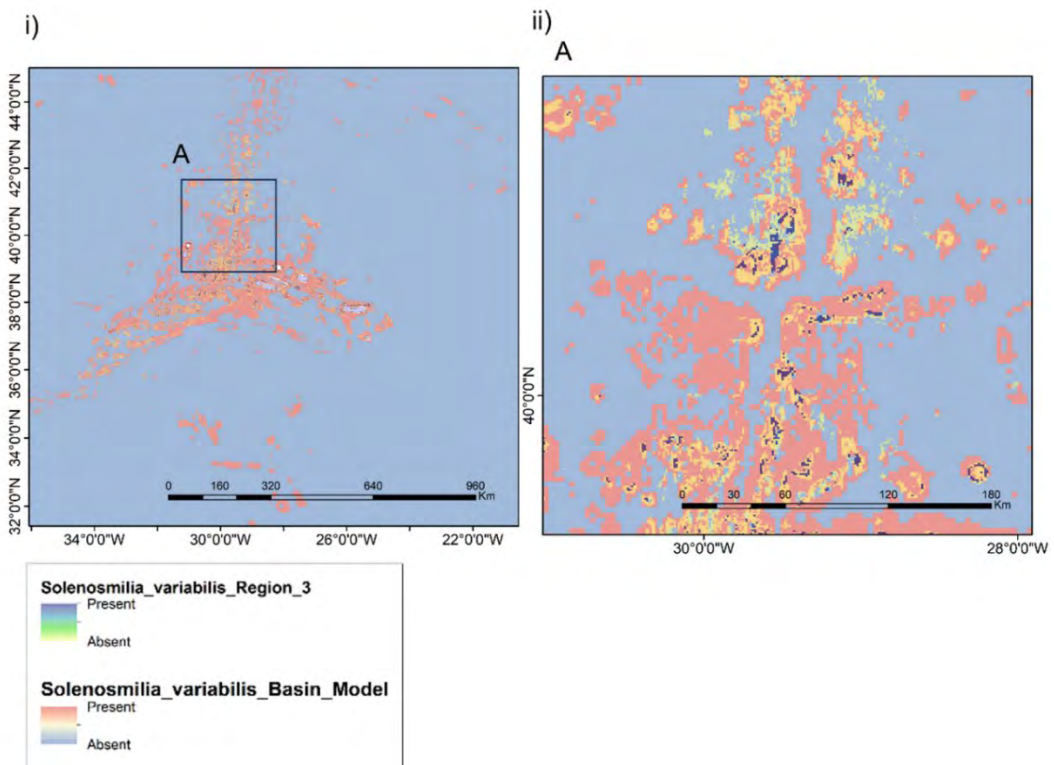 i)
ii)
A
A
44°0'0"N
42°0'0"N
40°0'0"N
38°0'0"N
36°0'0"N
34°0'0"N
32°0'0"N
0 160 320 640 960
Km
34°0'0"W 30°0'0"W 26°0'0"W 22°0'0"W
40°0'0"N
0 30 60 120 180
Km
30°0'0"W 28°0'0"W
Solenosmilia_variabilis_Region_3
Present
Absent
Solenosmilia_variabilis_Basin_Model
Present
Absent